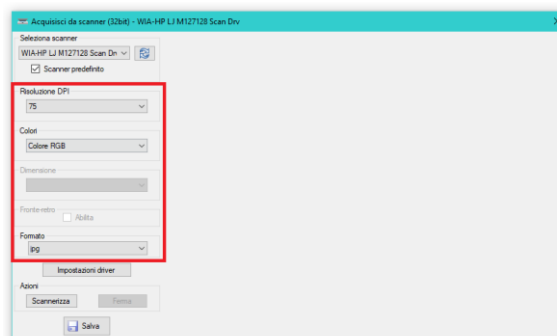 Acquisisci da scanner (32bit) - WIA-HP LJ M127128 Scan Drv
Seleziona scanner
WIA-HP LJ M127128 Scan Drv
Scanner predefinito
Risoluzione DPI
75
Colori
Colore RGB
Dimensione
Fronte-retro
Abilita
Formato
jpg
Impostazioni driver
Azioni
Scannerizza
Ferma
Salva